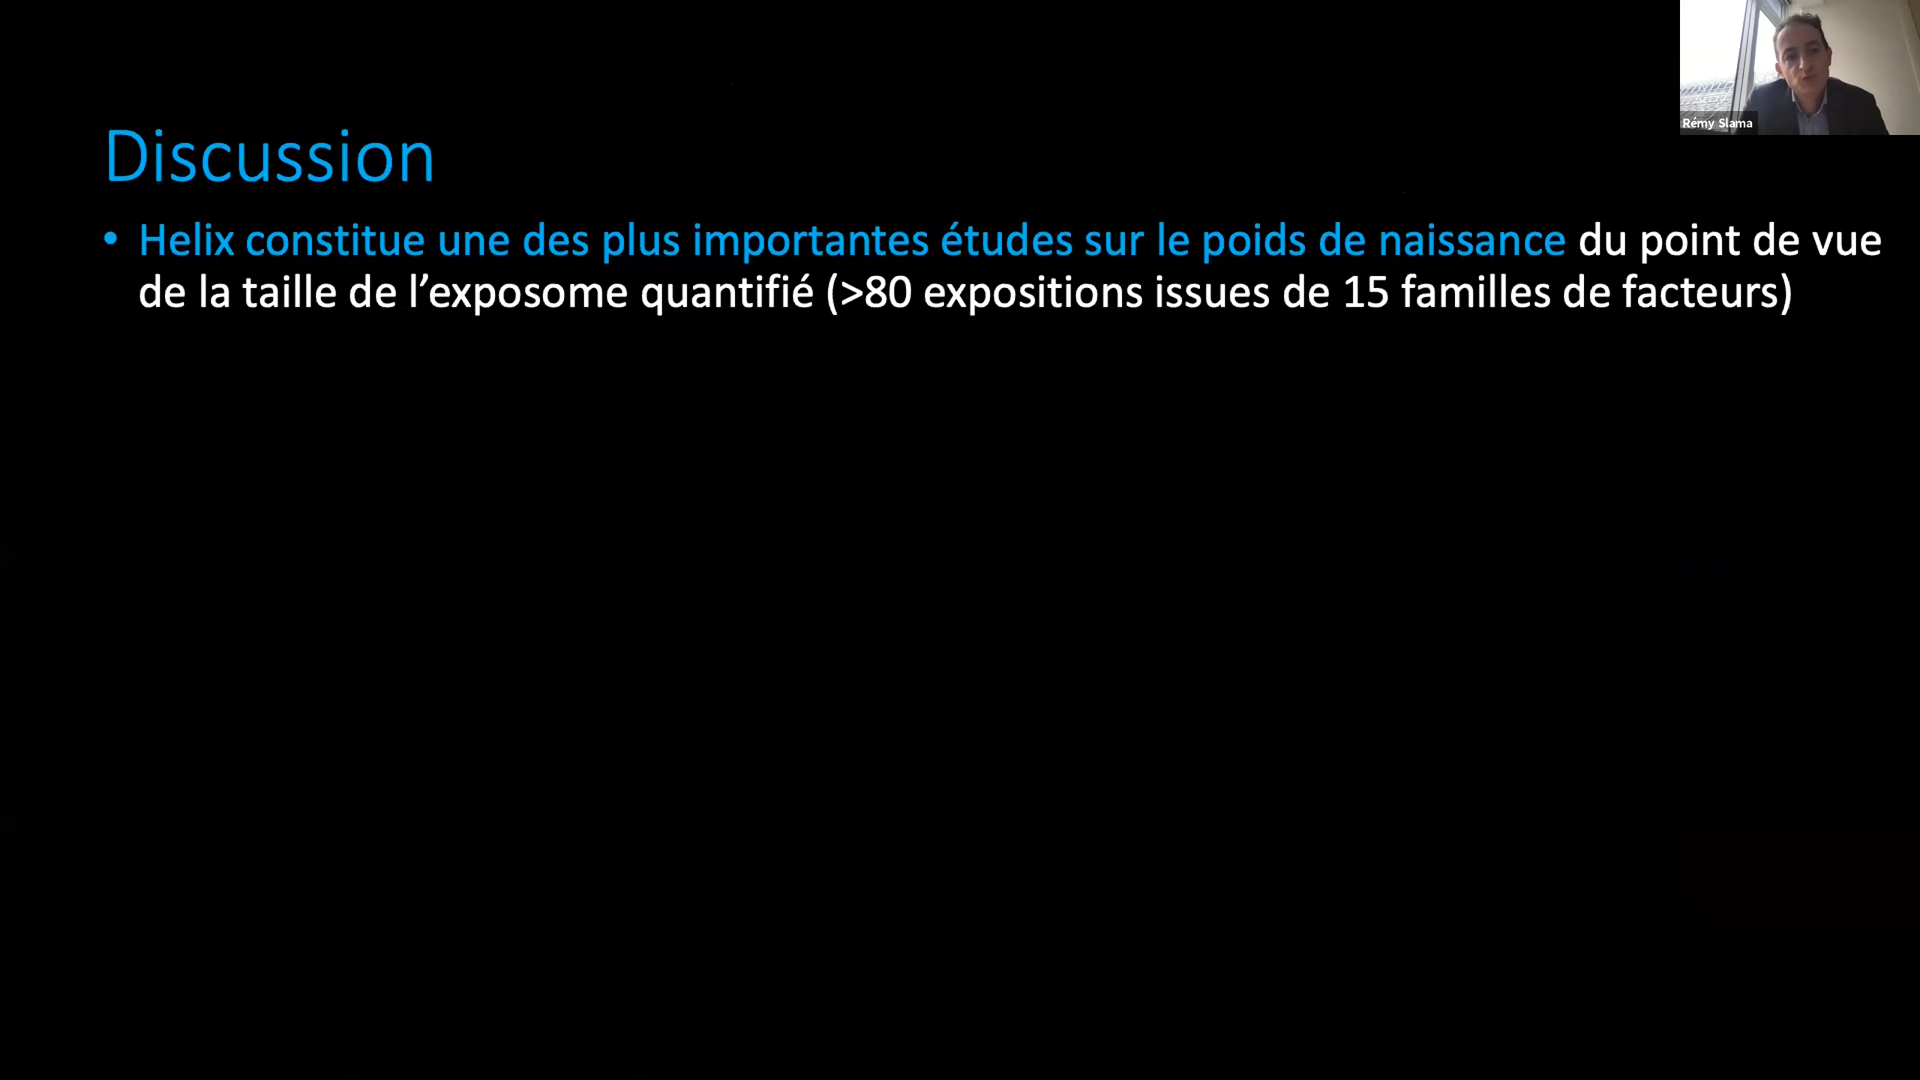 Rémy Slama
Discussion
• Helix constitue une des plus importantes études sur le poids de naissance du point de vue
de la taille de l’exposome quantifié (>80 expositions issues de 15 familles de facteurs)